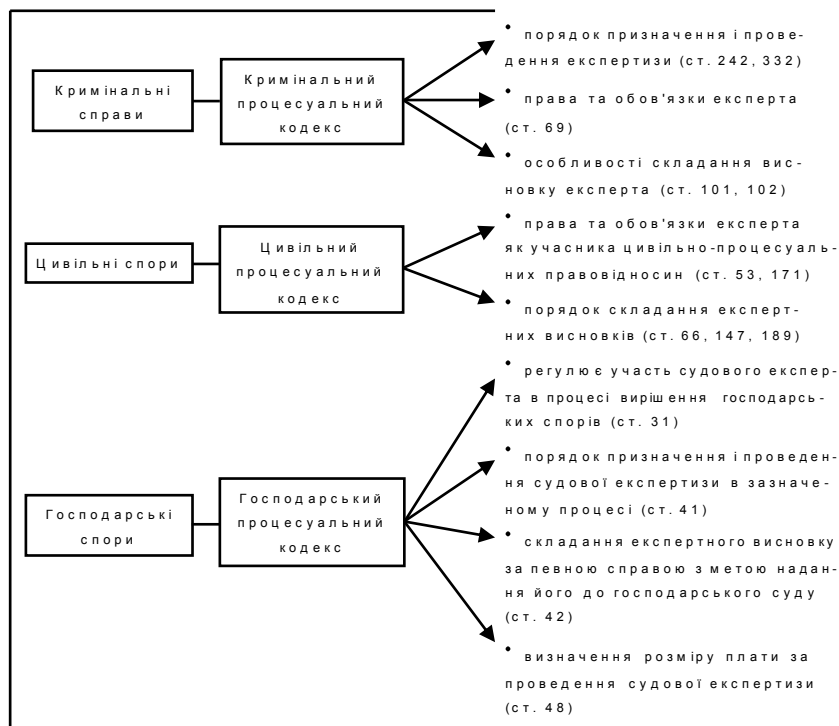 Кримінальні
справи
Кримінальний
процесуальний
кодекс
• порядок призначення і прове-
дення експертизи (ст. 242, 332)
• права та обов'язки експерта
(ст. 69)
• особливості складання вис-
новку експерта (ст. 101, 102)
Цивільні спори
Цивільний
процесуальний
кодекс
• права та обов'язки експерта
як учасника цивільно-процесуаль-
них правовідносин (ст. 53, 171)
• порядок складання експерт-
них висновків (ст. 66, 147, 189)
Господарські
спори
Господарський
процесуальний
кодекс
• регулює участь судового експер-
та в процесі вирішення господарсь-
ких спорів (ст. 31)
• порядок призначення і проведен-
ня судової експертизи в зазначе-
ному процесі (ст. 41)
• складання експертного висновку
за певною справою з метою надан-
ня його до господарського суду
(ст. 42)
• визначення розміру плати за
проведення судової експертизи
(ст. 48)